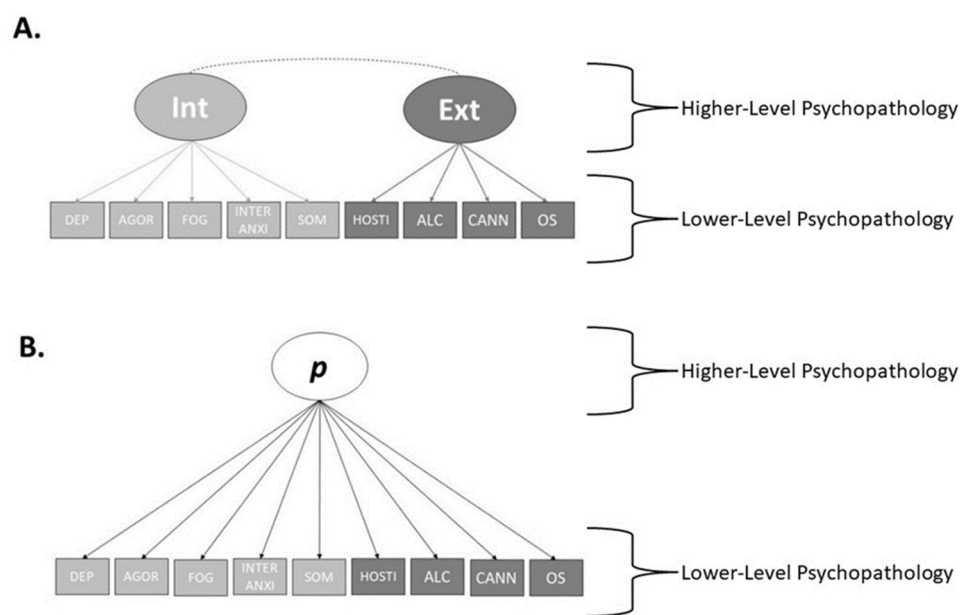 A.
Int
Ext
Higher-Level Psychopathology
DEP
AGOR
FOG
INTER
ANXI
SOM
HOSTI
ALC
CANN
OS
Lower-Level Psychopathology
B.
p
Higher-Level Psychopathology
DEP
AGOR
FOG
INTER
ANXI
SOM
HOSTI
ALC
CANN
OS
Lower-Level Psychopathology